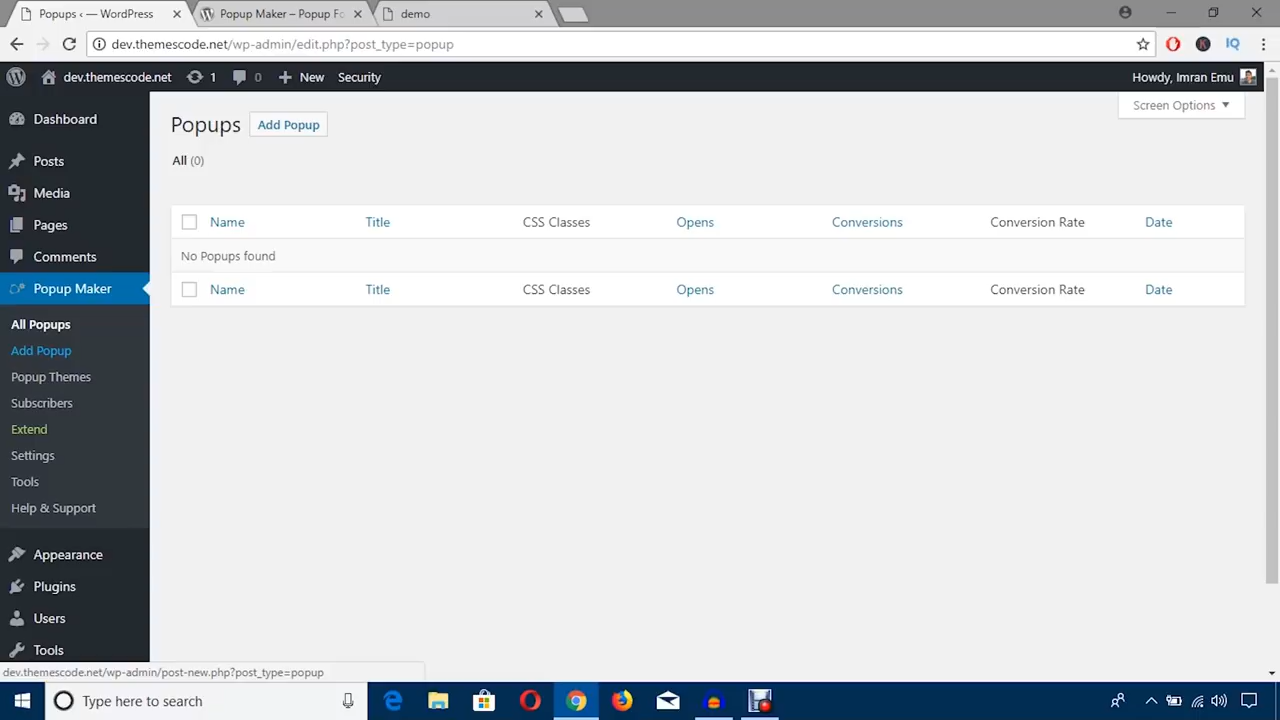 Popups ‹ — WordPress
Popup Maker – Popup Fo
demo
dev.themescode.net/wp-admin/edit.php?post_type=popup
dev.themescode.net 1 0 New Security
Howdy, Imran Emu
Screen Options
Dashboard
Posts
Media
Pages
Comments
Popup Maker
All Popups
Add Popup
Popup Themes
Subscribers
Extend
Settings
Tools
Help & Support
Appearance
Plugins
Users
Tools
Popups Add Popup
All (0)
Name Title CSS Classes Opens Conversions Conversion Rate Date
No Popups found
Name Title CSS Classes Opens Conversions Conversion Rate Date
dev.themescode.net/wp-admin/post-new.php?post_type=popup
Type here to search